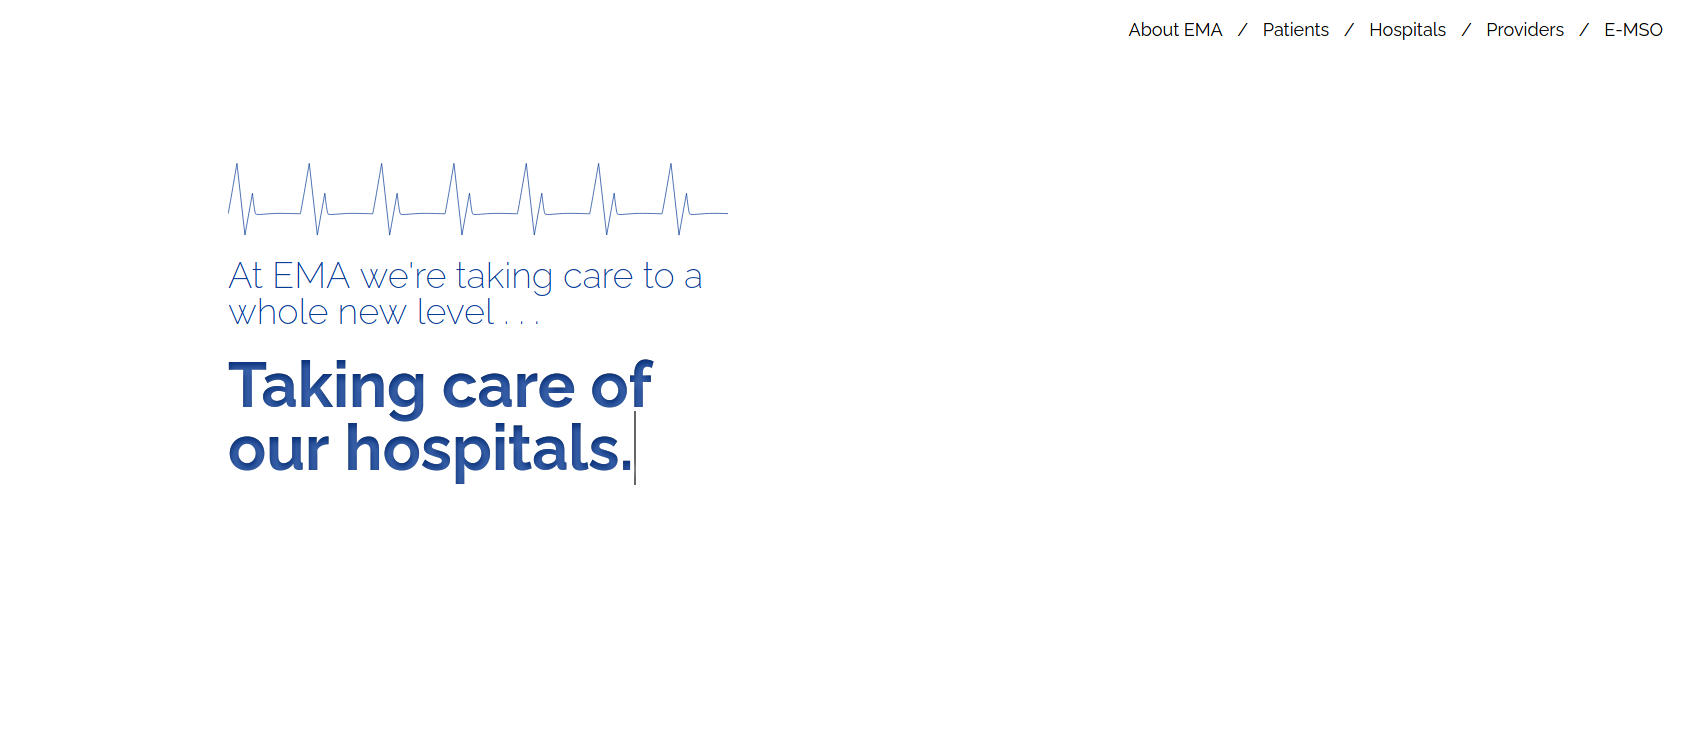 About EMA / Patients / Hospitals / Providers / E-MSO
At EMA we're taking care to a
whole new level . . .
Taking care of
our hospitals.